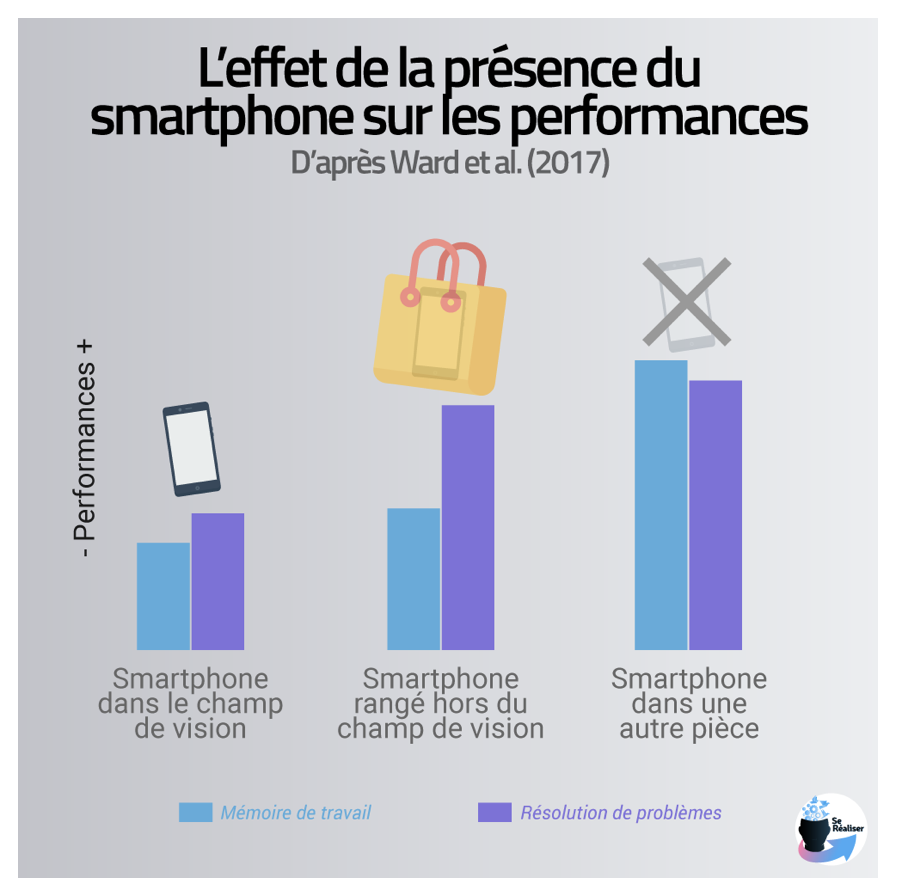 L'effet de la présence du
smartphone sur les performances
D'après Ward et al. (2017)
- Performances +
Smartphone
dans le champ
de vision
Smartphone
rangé hors du
champ de vision
Smartphone
dans une
autre pièce
Mémoire de travail
Résolution de problèmes
Se
Réaliser